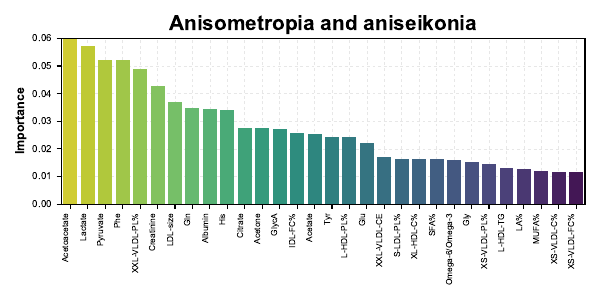 Anisometropia and aniseikonia
Importance
0.06
0.05
0.04
0.03
0.02
0.01
0.00
Acetoacetate
Lactate
Pyruvate
Phe
XXL-VLDL-PL%
Creatinine
LDL-size
Gln
Albumin
His
Citrate
Acetone
GlycA
IDL-FC%
Acetate
Tyr
L-HDL-PL%
Glu
XXL-VLDL-CE
S-LDL-PL%
XL-HDL-C%
SFA%
Omega-6/Omega-3
Gly
XS-VLDL-PL%
L-HDL-TG
LA%
MUFA%
XS-VLDL-C%
XS-VLDL-FC%